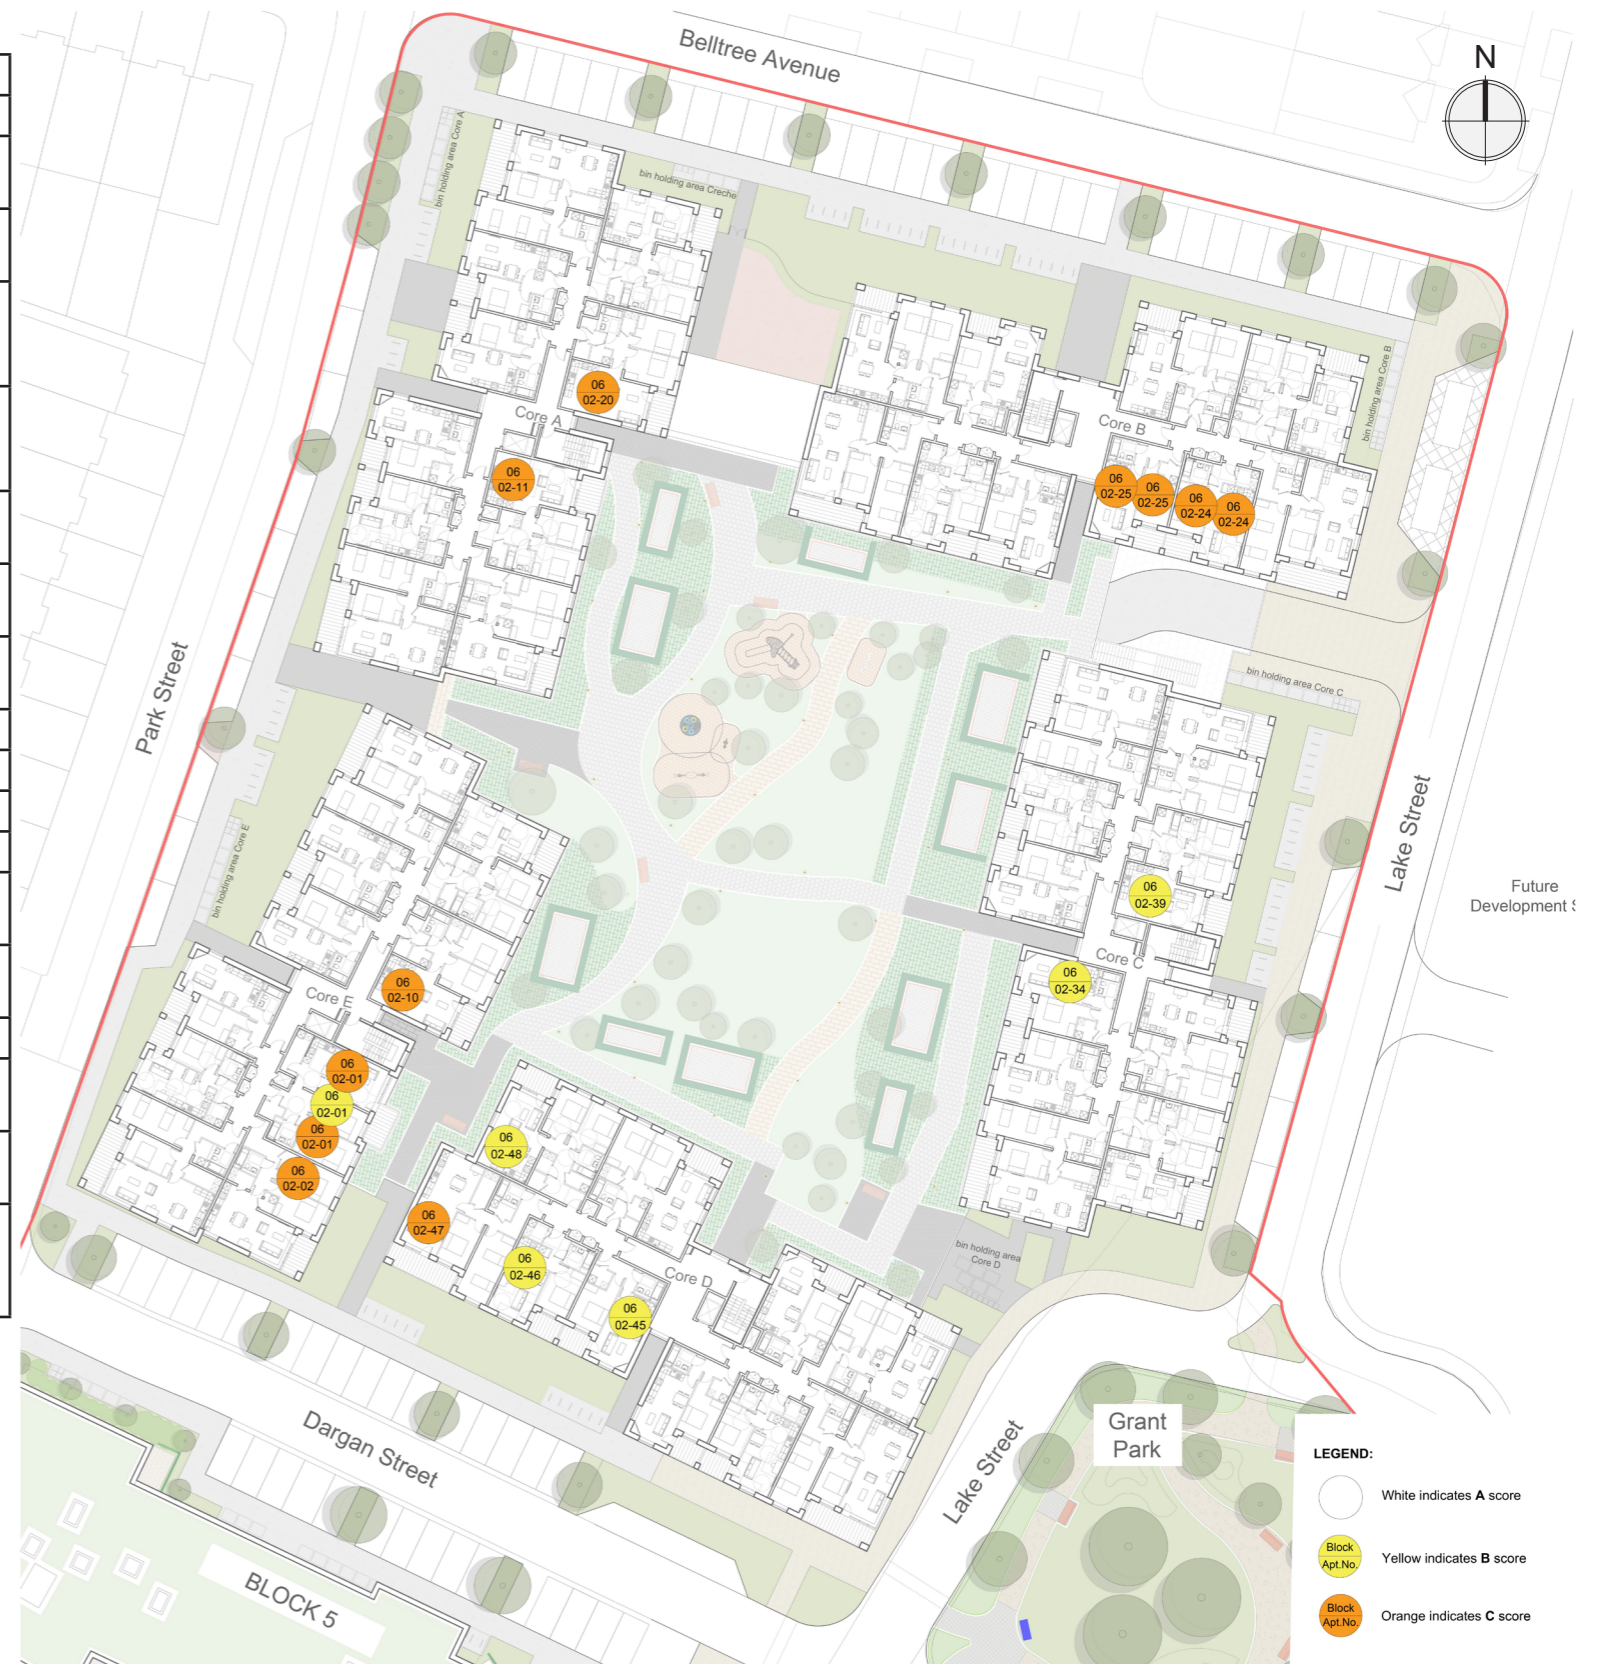 Belltree Avenue
N
bin holding area Core A
bin holding area Creche
06
02-20
Core A
06
02-11
bin holding area Core B
Core B
06
02-25
06
02-25
06
02-24
06
02-24
Park Street
bin holding area Core C
Lake Street
Future
Development S
bin holding area Core E
06
02-39
Core C
06
02-34
06
02-10
Core E
06
02-01
06
02-01
06
02-01
06
02-02
06
02-48
06
02-47
06
02-46
06
02-45
Core D
bin holding area
Core D
Dargan Street
Lake Street
Grant
Park
BLOCK 5
LEGEND:
White indicates A score
Block
Apt.No.
Yellow indicates B score
Block
Apt.No.
Orange indicates C score